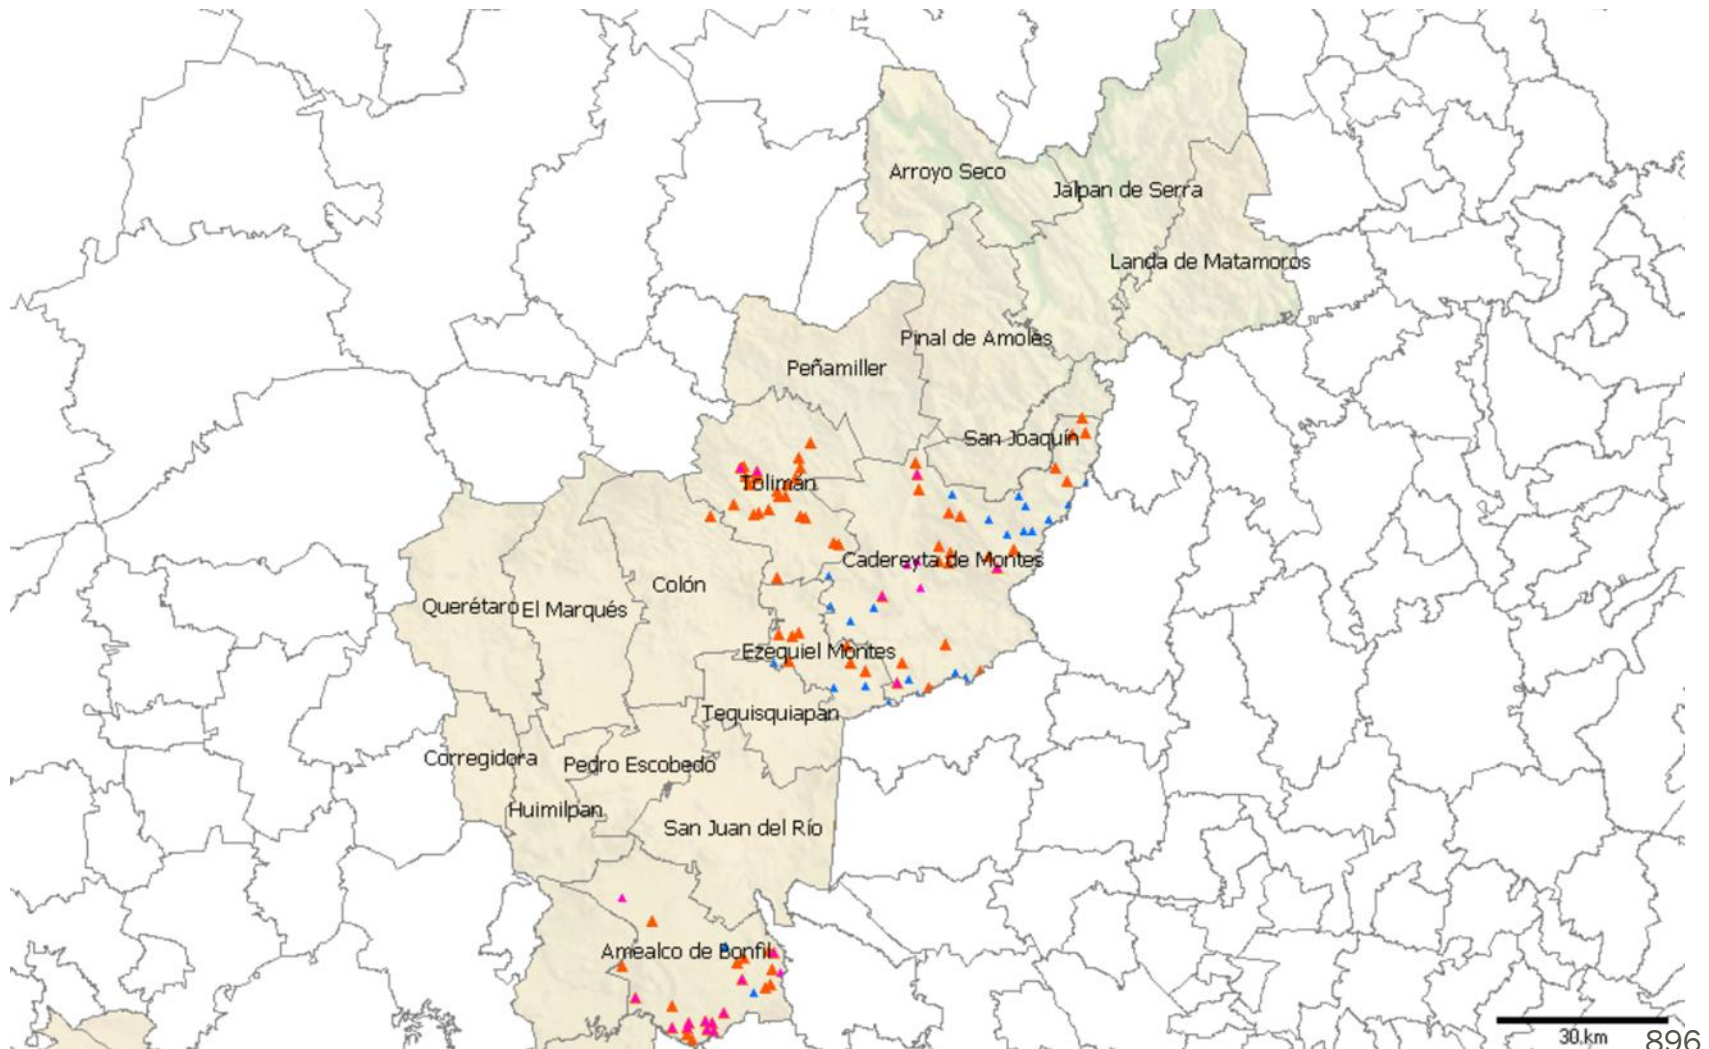 Arroyo Seco
Jalpan de Serra
Landa de Matamoros
Pinal de Amoles
Peñamiller
San Joaquín
Tolimán
Cadereyta de Montes
Colón
Querétaro
El Marqués
Ezequiel Montes
Tequisquiapan
Corregidora
Pedro Escobedo
Huimilpan
San Juan del Río
Amealco de Bonfil
30 km
896